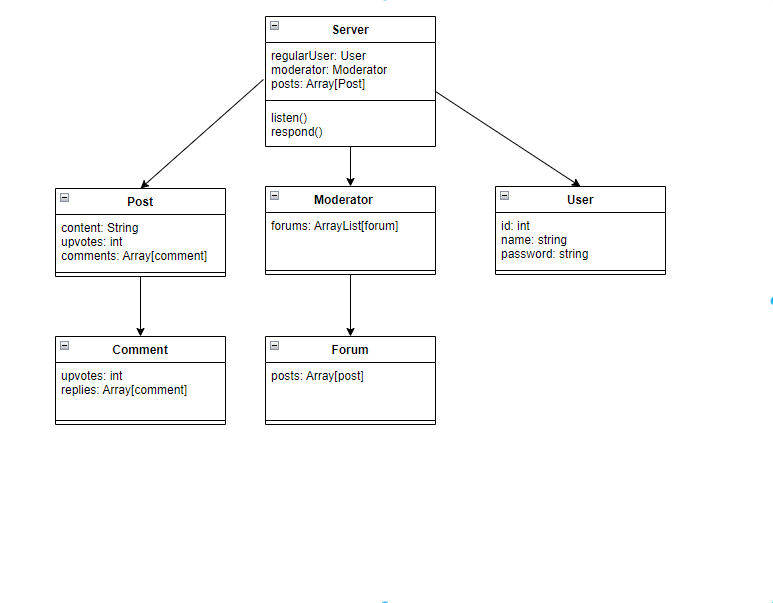 Server
regularUser: User
moderator: Moderator
posts: Array[Post]
listen()
respond()
Post
content: String
upvotes: int
comments: Array[comment]
Moderator
forums: ArrayList[forum]
User
id: int
name: string
password: string
Comment
upvotes: int
replies: Array[comment]
Forum
posts: Array[post]